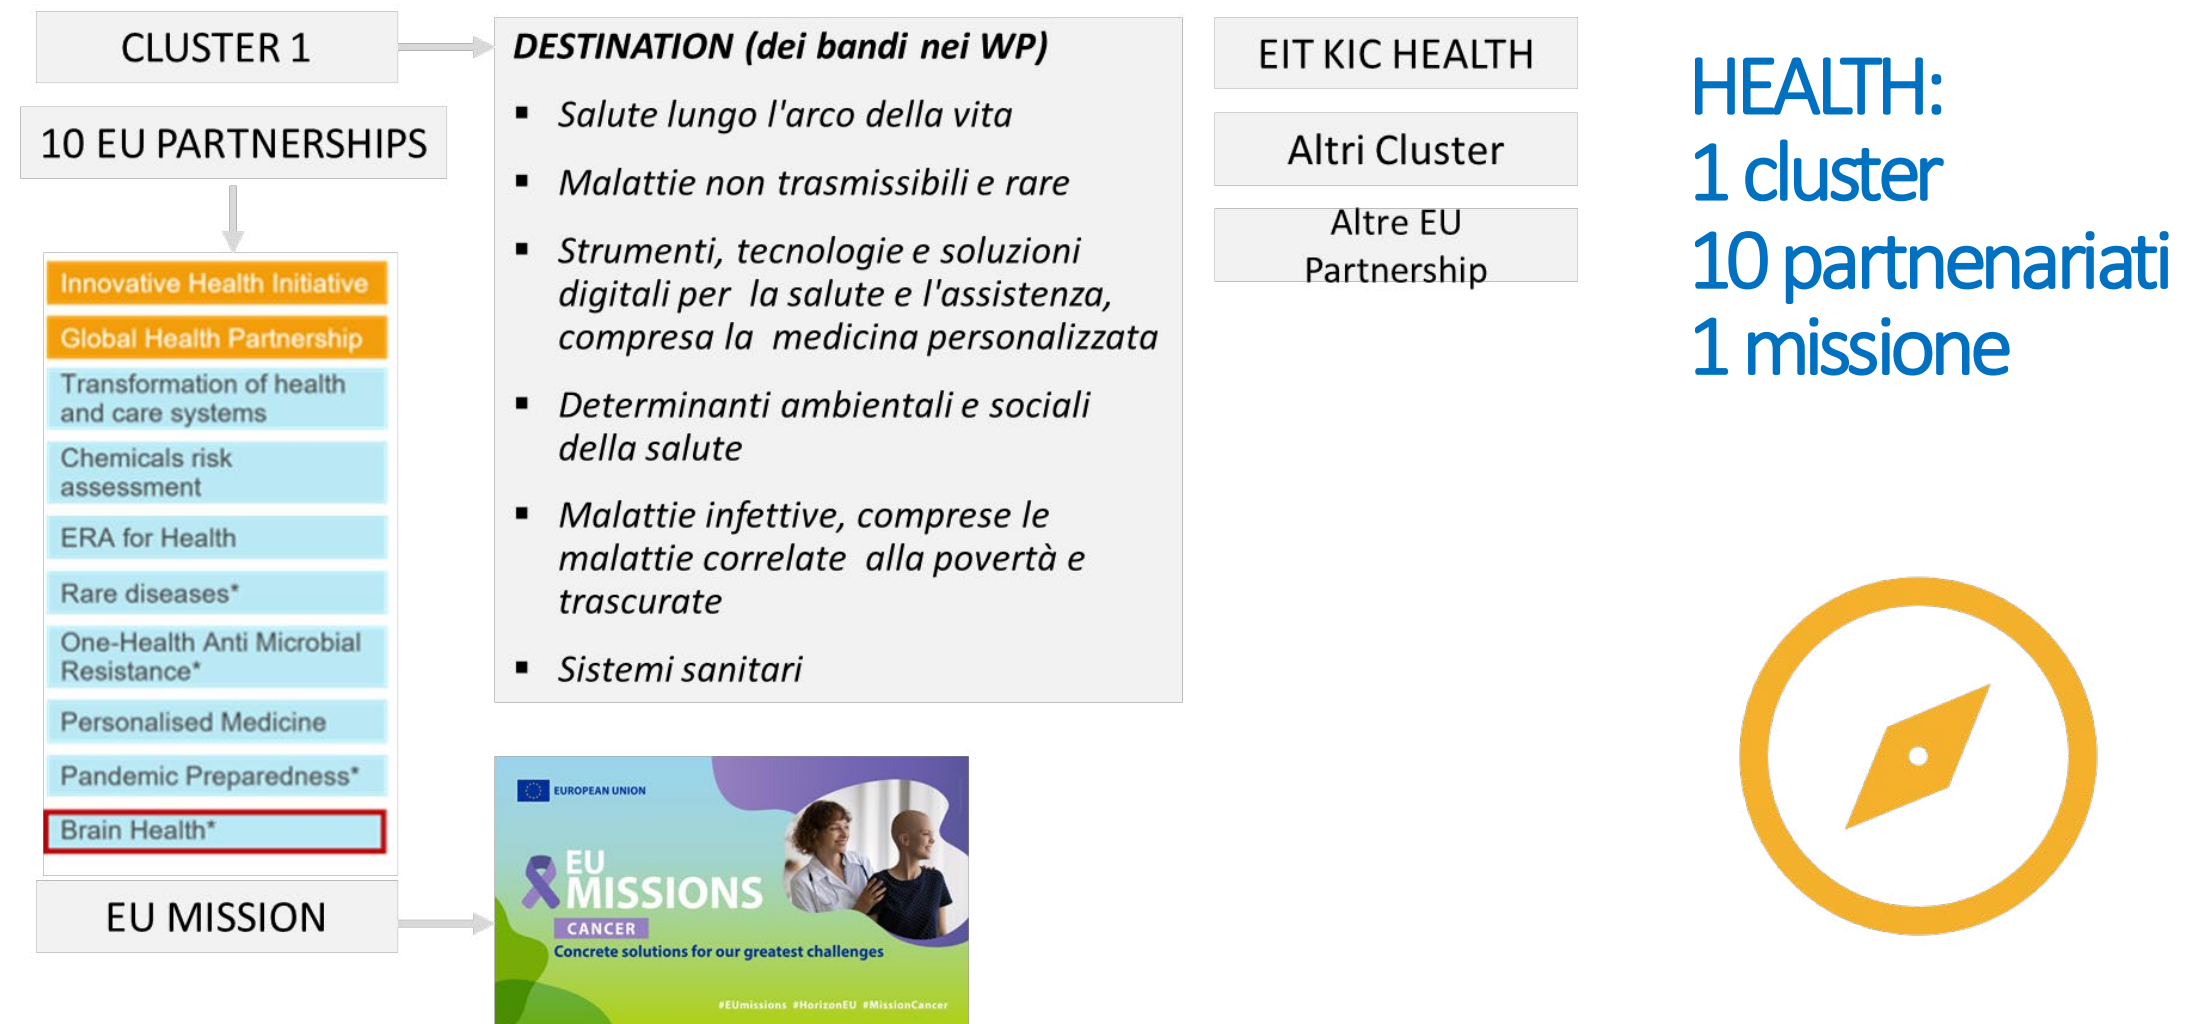 CLUSTER 1
10 EU PARTNERSHIPS
Innovative Health Initiative
Global Health Partnership
Transformation of health
and care systems
Chemicals risk
assessment
ERA for Health
Rare diseases*
One-Health Anti Microbial
Resistance*
Personalised Medicine
Pandemic Preparedness*
Brain Health*
EU MISSION
DESTINATION (dei bandi nei WP)
▪ Salute lungo l'arco della vita
▪ Malattie non trasmissibili e rare
▪ Strumenti, tecnologie e soluzioni
digitali per la salute e l'assistenza,
compresa la medicina personalizzata
▪ Determinanti ambientali e sociali
della salute
▪ Malattie infettive, comprese le
malattie correlate alla povertà e
trascurate
▪ Sistemi sanitari
EUROPEAN UNION
EU
MISSIONS
CANCER
Concrete solutions for our greatest challenges
#EUmissions #HorizonEU #MissionCancer
EIT KIC HEALTH
Altri Cluster
Altre EU
Partnership
HEALTH:
1 cluster
10 partnenariati
1 missione